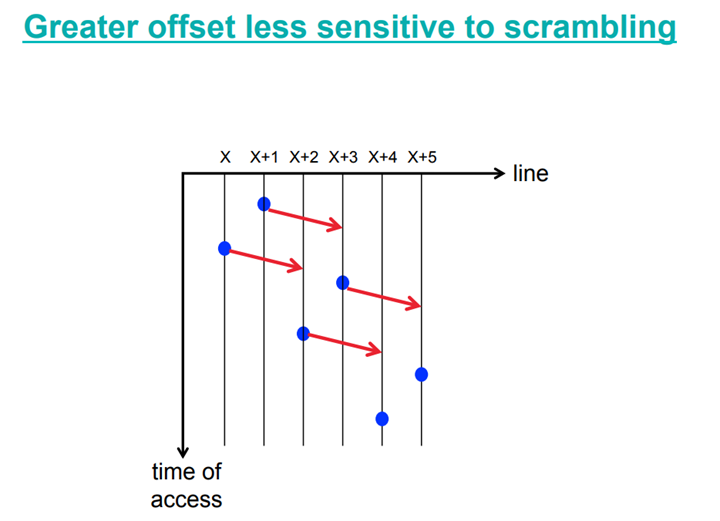 Greater offset less sensitive to scrambling
X X+1 X+2 X+3 X+4 X+5
line
time of
access